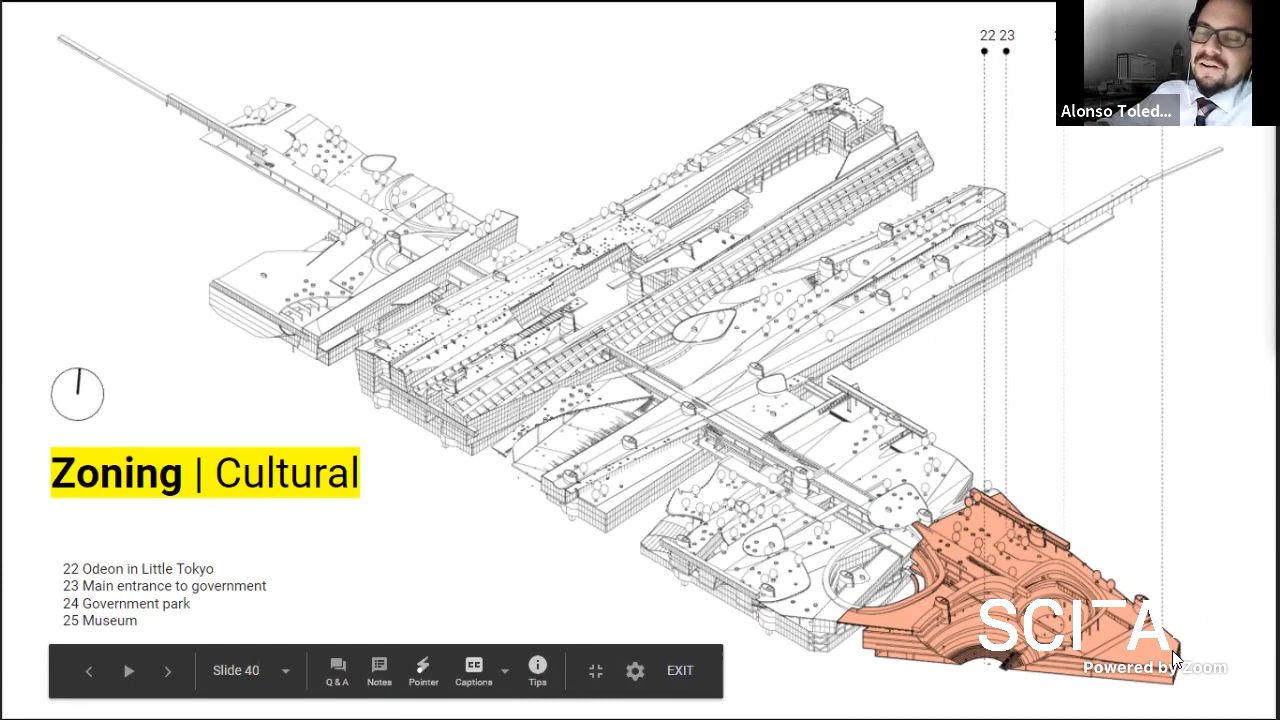 22 23
Alonso Toled...
Zoning | Cultural
22 Odeon in Little Tokyo
23 Main entrance to government
24 Government park
25 Museum
Slide 40
Q & A
Notes
Pointer
CC
Captions
Tips
EXIT
SCI Arc
Powered by Zoom